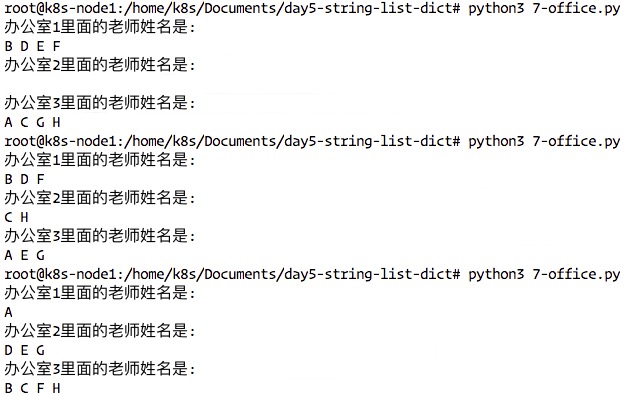 root@k8s-node1:/home/k8s/Documents/day5-string-list-dict# python3 7-office.py
办公室1里面的老师姓名是:
B D E F
办公室2里面的老师姓名是:
办公室3里面的老师姓名是:
A C G H
root@k8s-node1:/home/k8s/Documents/day5-string-list-dict# python3 7-office.py
办公室1里面的老师姓名是:
B D F
办公室2里面的老师姓名是:
C H
办公室3里面的老师姓名是:
A E G
root@k8s-node1:/home/k8s/Documents/day5-string-list-dict# python3 7-office.py
办公室1里面的老师姓名是:
A
办公室2里面的老师姓名是:
D E G
办公室3里面的老师姓名是:
B C F H